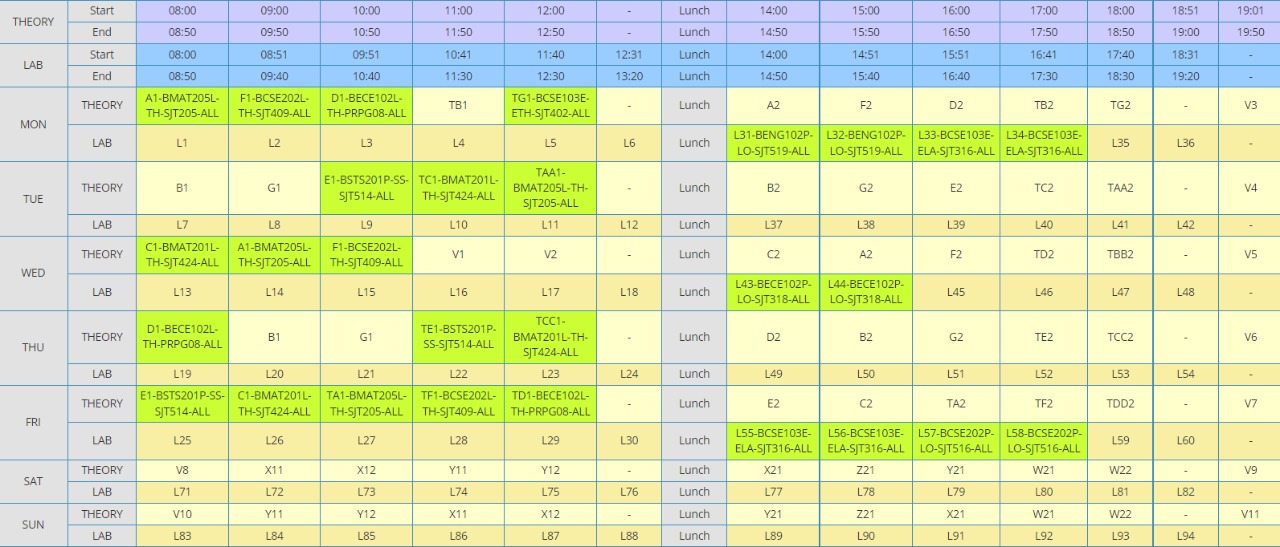 THEORY Start 08:00 09:00 10:00 11:00 12:00 - Lunch 14:00 15:00 16:00 17:00 18:00 18:51 19:01
End 08:50 09:50 10:50 11:50 12:50 - Lunch 14:50 15:50 16:50 17:50 18:50 19:00 19:50
LAB Start 08:00 08:51 09:51 10:41 11:40 12:31 Lunch 14:00 14:51 15:51 16:41 17:40 18:31 -
End 08:50 09:40 10:40 11:30 12:30 13:20 Lunch 14:50 15:40 16:40 17:30 18:30 19:20 -
MON THEORY A1-BMAT205L-TH-SJT205-ALL F1-BCSE202L-TH-SJT409-ALL D1-BECE102L-TH-PRPG08-ALL TB1 TG1-BCSE103E-ETH-SJT402-ALL - Lunch A2 F2 D2 TB2 TG2 - V3
LAB L1 L2 L3 L4 L5 L6 Lunch L31-BENG102P-LO-SJT519-ALL L32-BENG102P-LO-SJT519-ALL L33-BCSE103E-ELA-SJT316-ALL L34-BCSE103E-ELA-SJT316-ALL L35 L36 -
TUE THEORY B1 G1 E1-BSTS201P-SS-SJT514-ALL TC1-BMAT201L-TH-SJT424-ALL TAA1-BMAT205L-TH-SJT205-ALL - Lunch B2 G2 E2 TC2 TAA2 - V4
LAB L7 L8 L9 L10 L11 L12 Lunch L37 L38 L39 L40 L41 L42 -
WED THEORY C1-BMAT201L-TH-SJT424-ALL A1-BMAT205L-TH-SJT205-ALL F1-BCSE202L-TH-SJT409-ALL V1 V2 - Lunch C2 A2 F2 TD2 TBB2 - V5
LAB L13 L14 L15 L16 L17 L18 Lunch L43-BECE102P-LO-SJT318-ALL L44-BECE102P-LO-SJT318-ALL L45 L46 L47 L48 -
THU THEORY D1-BECE102L-TH-PRPG08-ALL B1 G1 TE1-BSTS201P-SS-SJT514-ALL TCC1-BMAT201L-TH-SJT424-ALL - Lunch D2 B2 G2 TE2 TCC2 - V6
LAB L19 L20 L21 L22 L23 L24 Lunch L49 L50 L51 L52 L53 L54 -
FRI THEORY E1-BSTS201P-SS-SJT514-ALL C1-BMAT201L-TH-SJT424-ALL TA1-BMAT205L-TH-SJT205-ALL TF1-BCSE202L-TH-SJT409-ALL TD1-BECE102L-TH-PRPG08-ALL - Lunch E2 C2 TA2 TF2 TDD2 - V7
LAB L25 L26 L27 L28 L29 L30 Lunch L55-BCSE103E-ELA-SJT316-ALL L56-BCSE103E-ELA-SJT316-ALL L57-BCSE202P-LO-SJT516-ALL L58-BCSE202P-LO-SJT516-ALL L59 L60 -
SAT THEORY V8 X11 X12 Y11 Y12 - Lunch X21 Z21 Y21 W21 W22 - V9
LAB L71 L72 L73 L74 L75 L76 Lunch L77 L78 L79 L80 L81 L82 -
SUN THEORY V10 Y11 Y12 X11 X12 - Lunch Y21 Z21 X21 W21 W22 - V11
LAB L83 L84 L85 L86 L87 L88 Lunch L89 L90 L91 L92 L93 L94 -